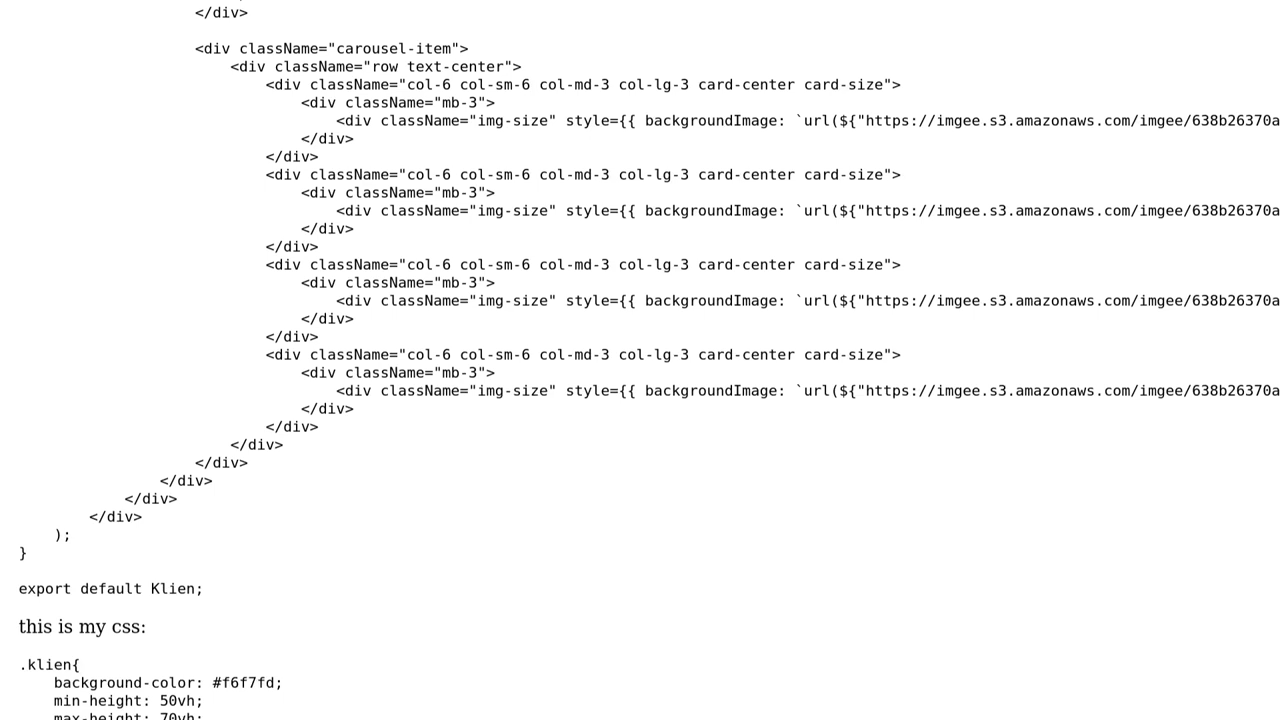 </div>
<div className="carousel-item">
<div className="row text-center">
<div className="col-6 col-sm-6 col-md-3 col-lg-3 card-center card-size">
<div className="mb-3">
<div className="img-size" style={{ backgroundImage: `url(${"https://imgee.s3.amazonaws.com/imgee/638b26370a
</div>
</div>
<div className="col-6 col-sm-6 col-md-3 col-lg-3 card-center card-size">
<div className="mb-3">
<div className="img-size" style={{ backgroundImage: `url(${"https://imgee.s3.amazonaws.com/imgee/638b26370a
</div>
</div>
<div className="col-6 col-sm-6 col-md-3 col-lg-3 card-center card-size">
<div className="mb-3">
<div className="img-size" style={{ backgroundImage: `url(${"https://imgee.s3.amazonaws.com/imgee/638b26370a
</div>
</div>
<div className="col-6 col-sm-6 col-md-3 col-lg-3 card-center card-size">
<div className="mb-3">
<div className="img-size" style={{ backgroundImage: `url(${"https://imgee.s3.amazonaws.com/imgee/638b26370a
</div>
</div>
</div>
</div>
</div>
</div>
</div>
);
}
export default Klien;
this is my css:
.klien{
background-color: #f6f7fd;
min-height: 50vh;
max-height: 70vh;